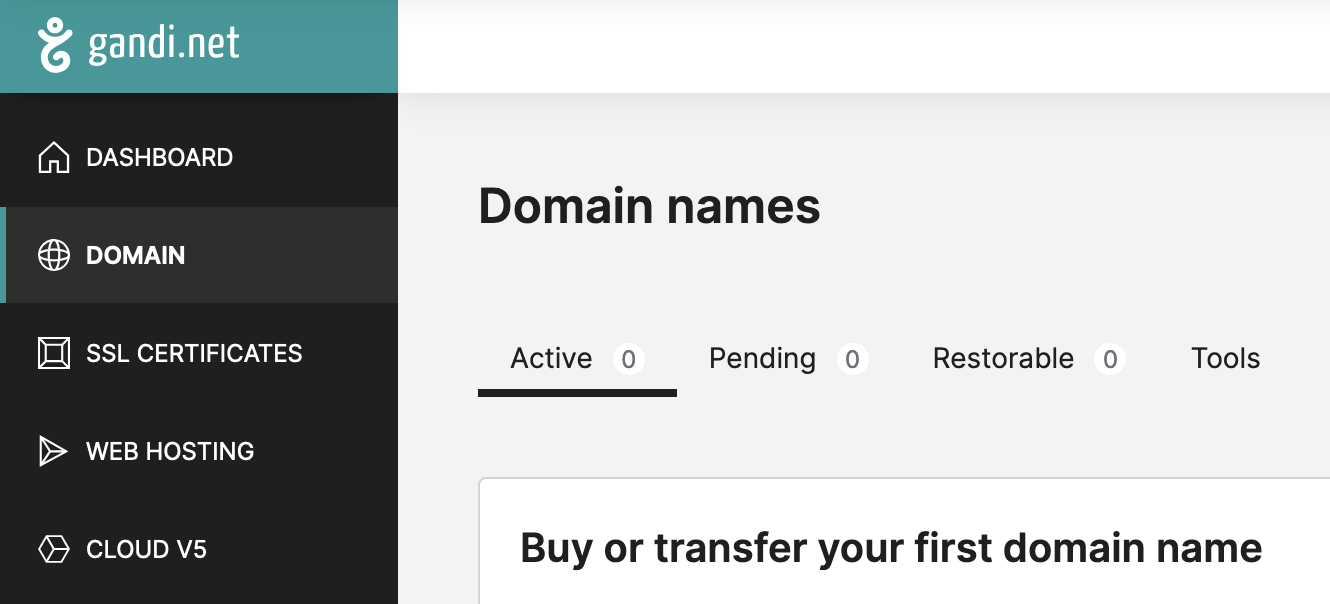 gandi.net
DASHBOARD
DOMAIN
SSL CERTIFICATES
WEB HOSTING
CLOUD V5
Domain names
Active 0 Pending 0 Restorable 0 Tools
Buy or transfer your first domain name